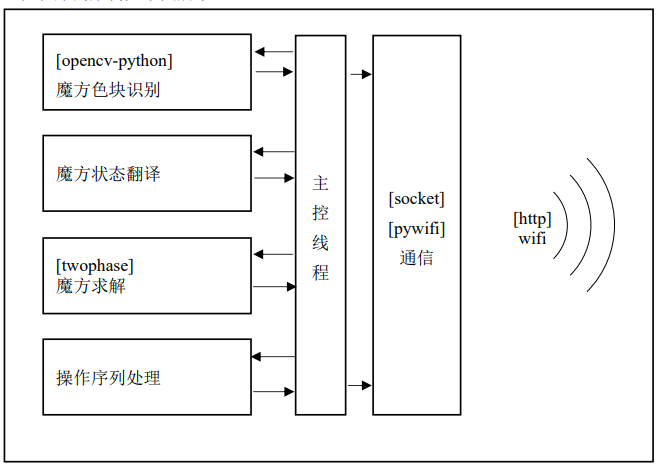 [opencv-python]
魔方色块识别
魔方状态翻译
[twophase]
魔方求解
操作序列处理
主
控
线
程
[socket]
[pywifi]
通信
[http]
wifi